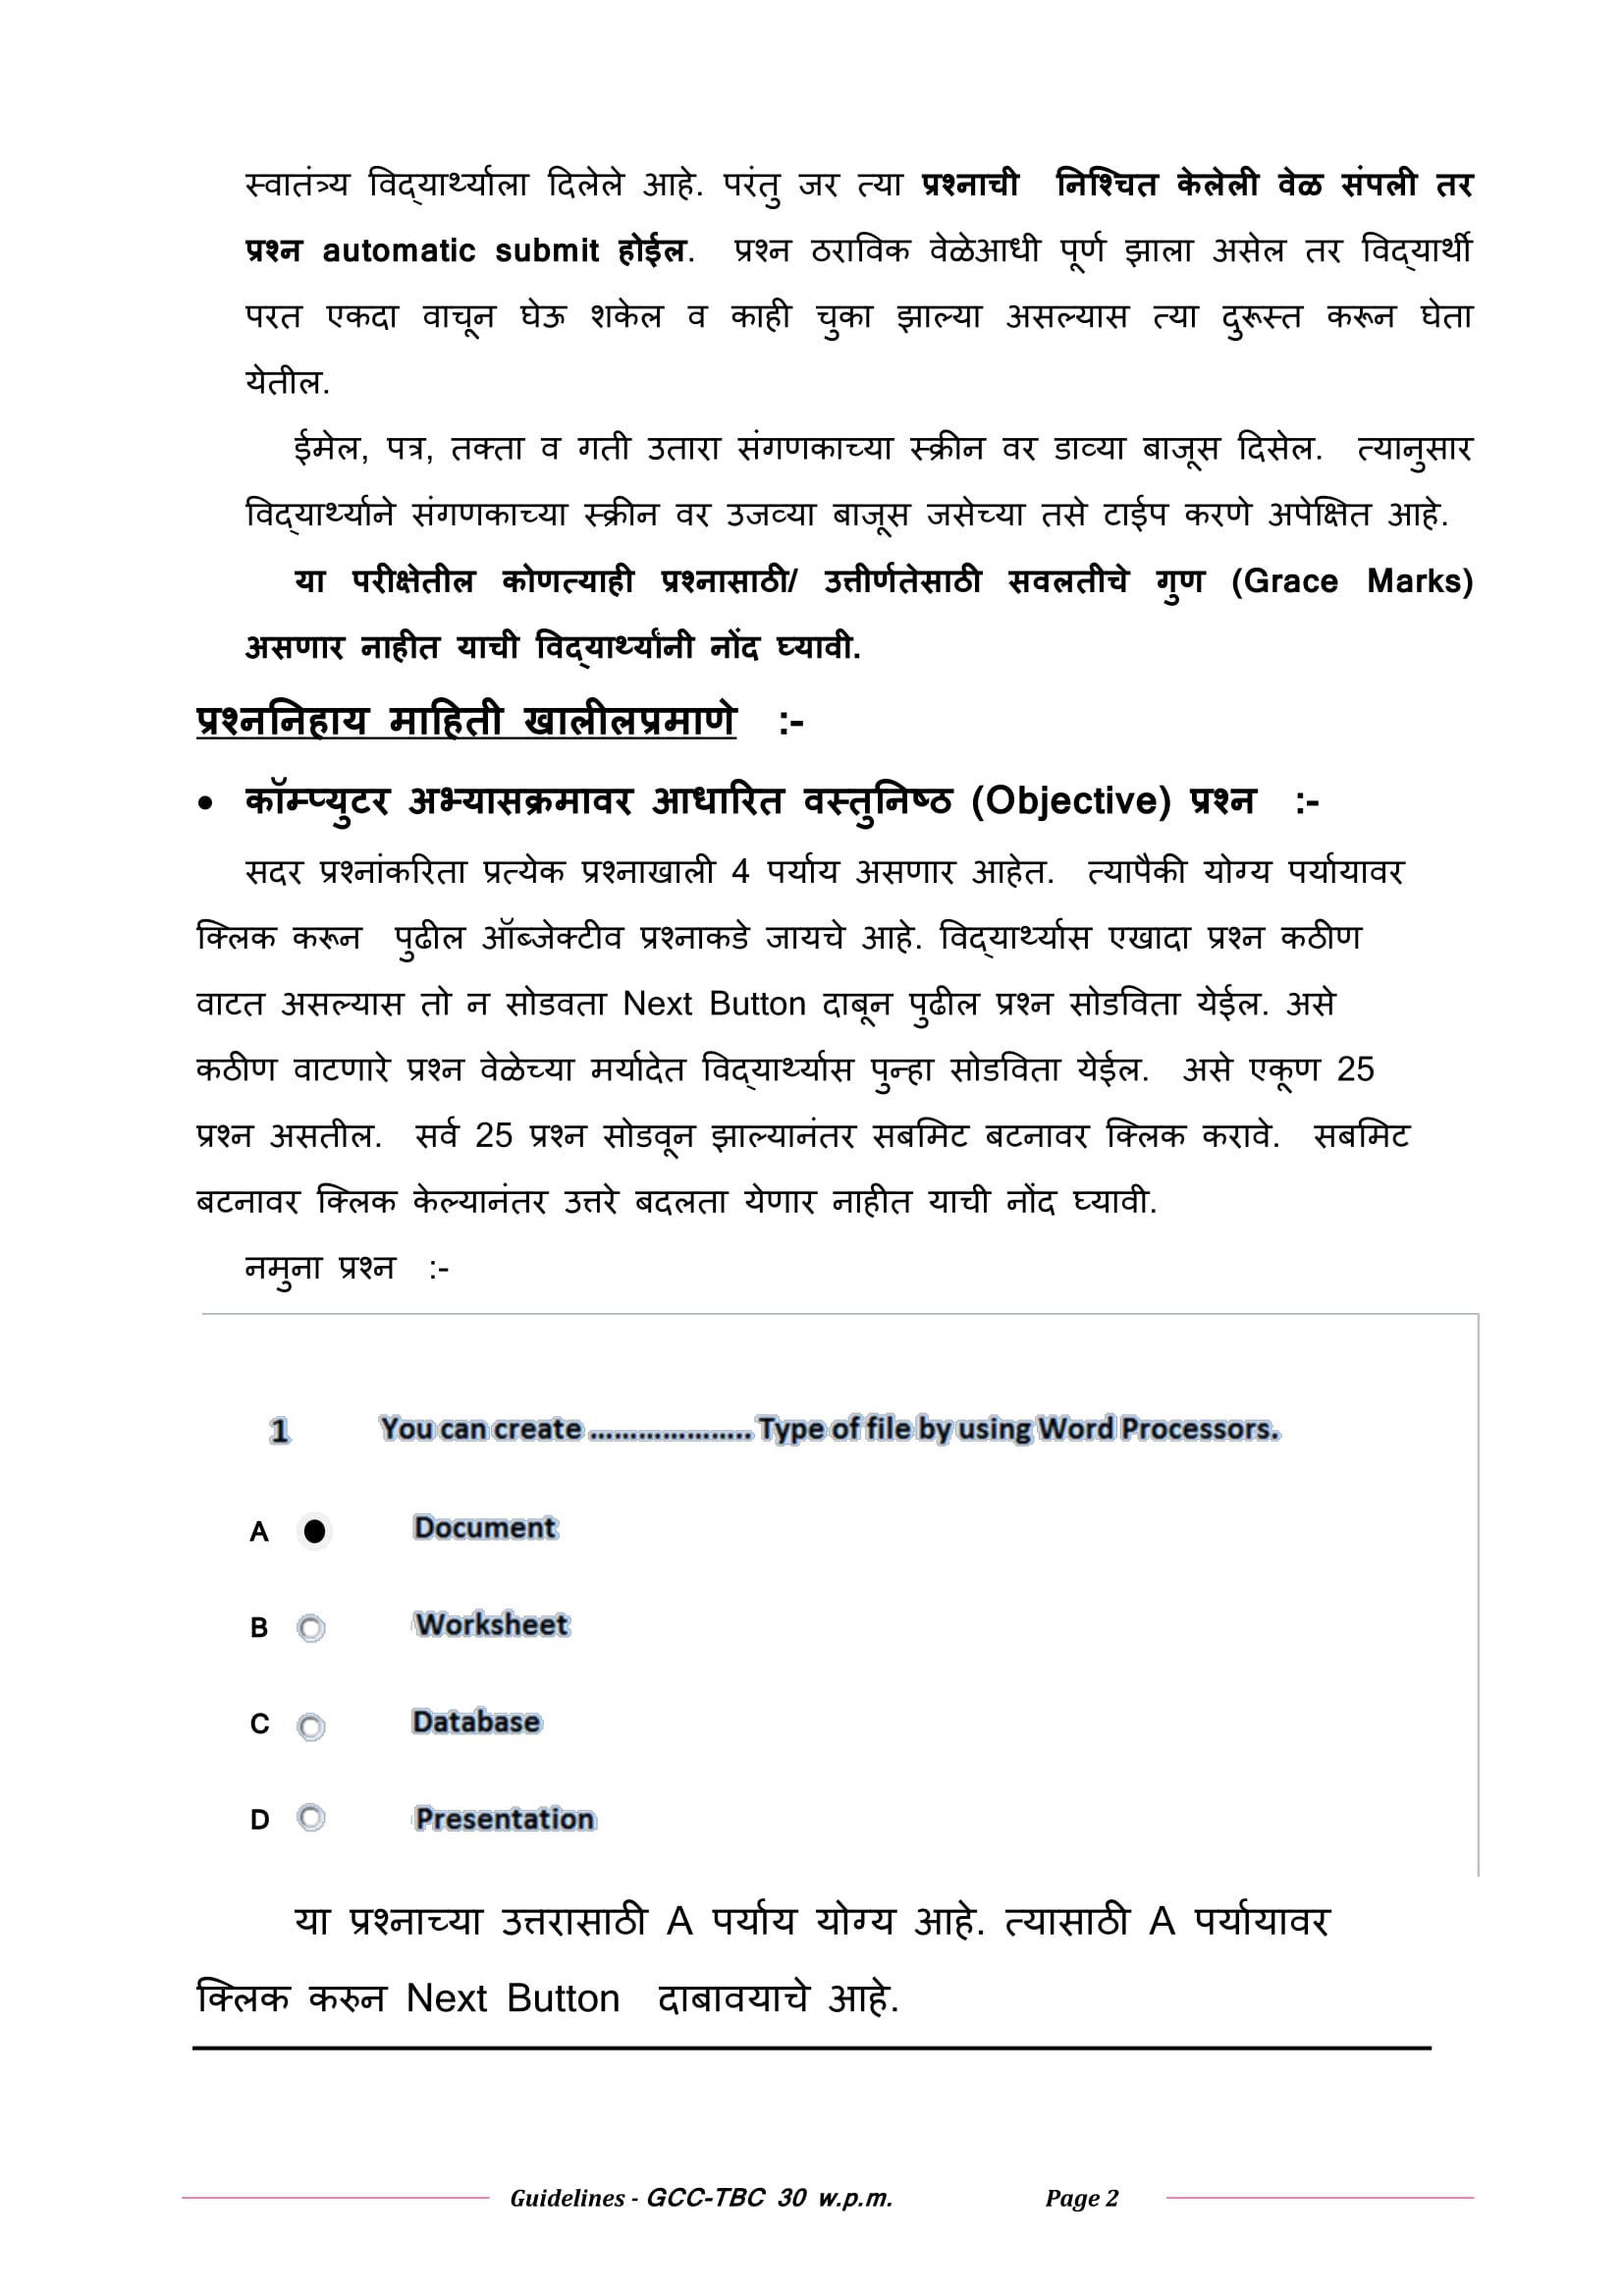 स्वातंत्र्य विद्यार्थ्याला दिलेले आहे. परंतु जर त्या प्रश्नाची निश्चित केलेली वेळ संपली तर
प्रश्न automatic submit होईल. प्रश्न ठराविक वेळेआधी पूर्ण झाला असेल तर विद्यार्थी
परत एकदा वाचून घेऊ शकेल व काही चुका झाल्या असल्यास त्या दुरूस्त करून घेता
येतील.
ईमेल, पत्र, तक्ता व गती उतारा संगणकाच्या स्क्रीन वर डाव्या बाजूस दिसेल. त्यानुसार
विद्यार्थ्याने संगणकाच्या स्क्रीन वर उजव्या बाजूस जसेच्या तसे टाईप करणे अपेक्षित आहे.
या परीक्षेतील कोणत्याही प्रश्नासाठी/ उत्तीर्णतेसाठी सवलतीचे गुण (Grace Marks)
असणार नाहीत याची विद्यार्थ्यांनी नोंद घ्यावी.
प्रश्ननिहाय माहिती खालीलप्रमाणे :-
• कॉम्प्युटर अभ्यासक्रमावर आधारित वस्तुनिष्ठ (Objective) प्रश्न :-
सदर प्रश्नांकरिता प्रत्येक प्रश्नाखाली 4 पर्याय असणार आहेत. त्यापैकी योग्य पर्यायावर
क्लिक करून पुढील ऑब्जेक्टीव प्रश्नाकडे जायचे आहे. विद्यार्थ्यास एखादा प्रश्न कठीण
वाटत असल्यास तो न सोडवता Next Button दाबून पुढील प्रश्न सोडविता येईल. असे
कठीण वाटणारे प्रश्न वेळेच्या मर्यादेत विद्यार्थ्यास पुन्हा सोडविता येईल. असे एकूण 25
प्रश्न असतील. सर्व 25 प्रश्न सोडवून झाल्यानंतर सबमिट बटनावर क्लिक करावे. सबमिट
बटनावर क्लिक केल्यानंतर उत्तरे बदलता येणार नाहीत याची नोंद घ्यावी.
नमुना प्रश्न :-
1 You can create .................... Type of file by using Word Processors.
A Document
B Worksheet
C Database
D Presentation
या प्रश्नाच्या उत्तरासाठी A पर्याय योग्य आहे. त्यासाठी A पर्यायावर
क्लिक करुन Next Button दाबावयाचे आहे.
Guidelines - GCC-TBC 30 w.p.m. Page 2